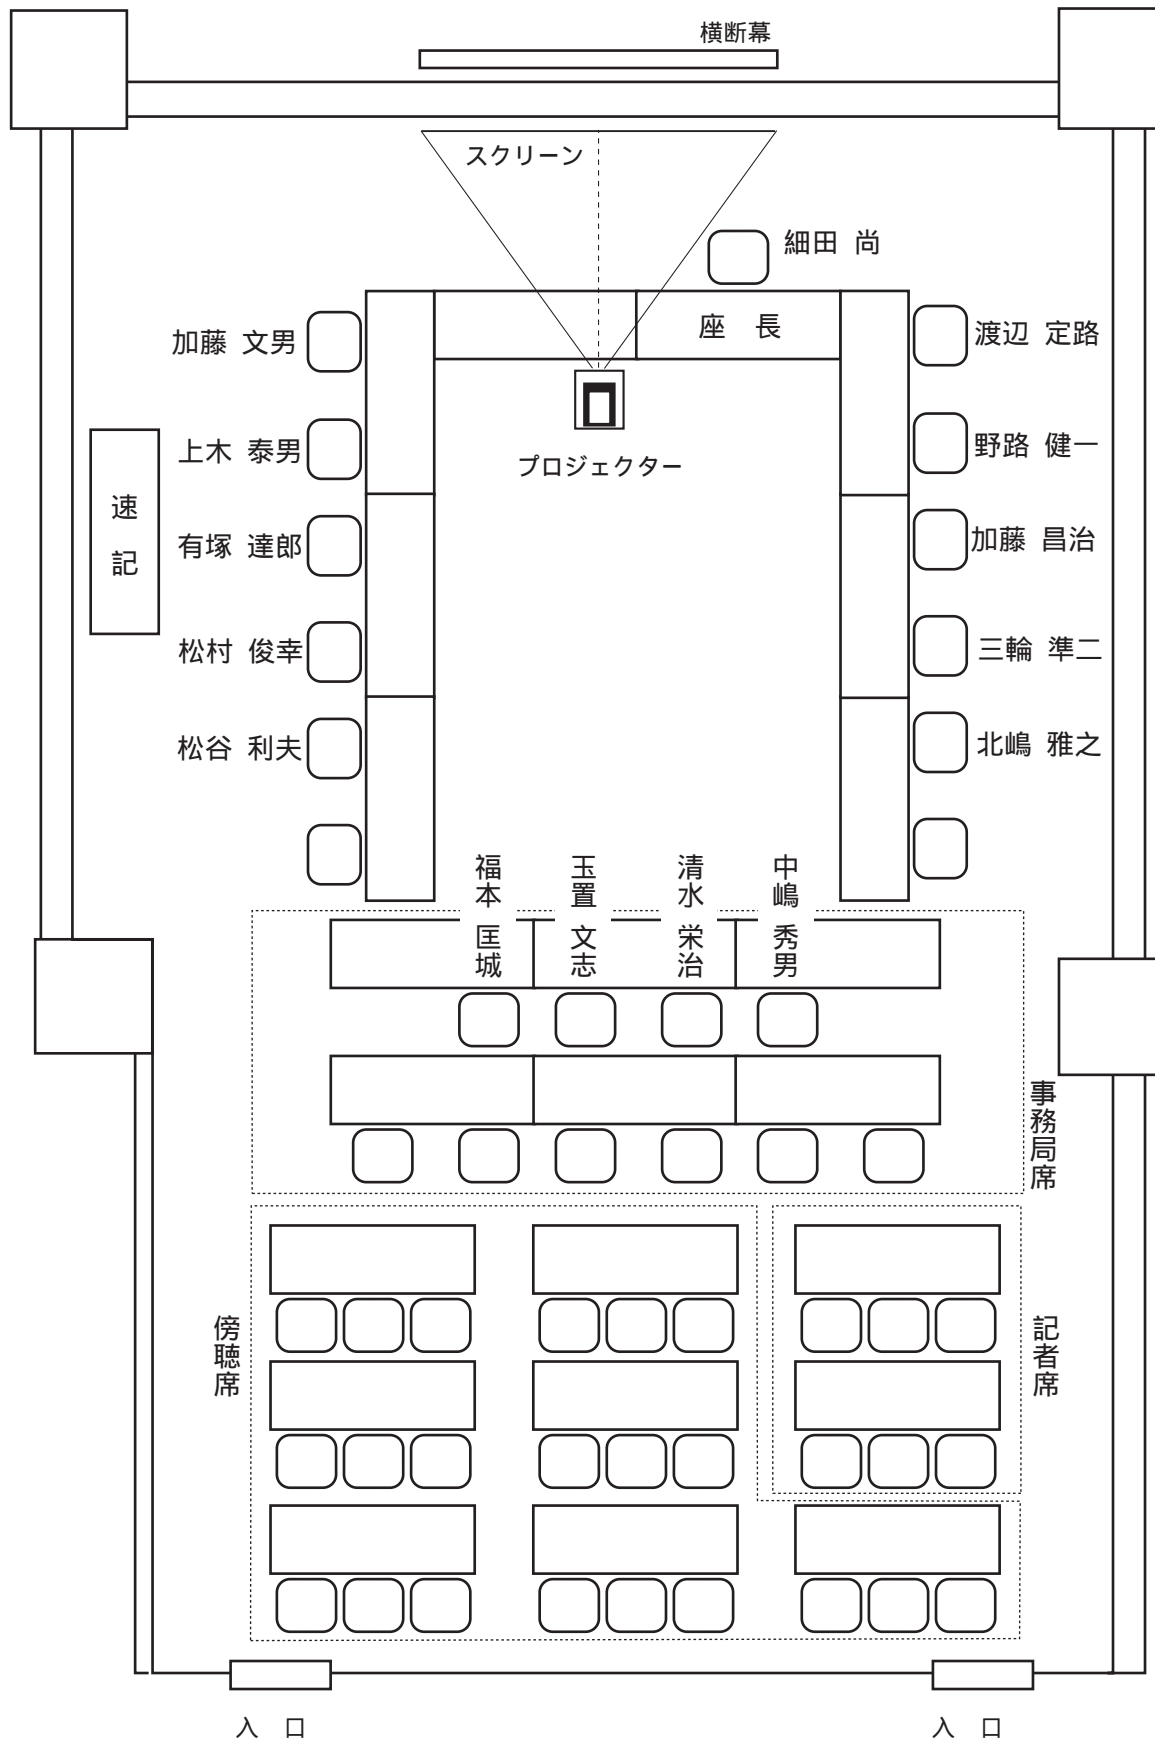 横断幕
スクリーン
細田 尚
座 長
加藤 文男
渡辺 定路
上木 泰男
野路 健一
プロジェクター
速記
有塚 達郎
加藤 昌治
松村 俊幸
三輪 準二
松谷 利夫
北嶋 雅之
福本 匡城
玉置 文志
清水 栄治
中嶋 秀男
事務局席
傍聴席
記者席
入 口
入 口